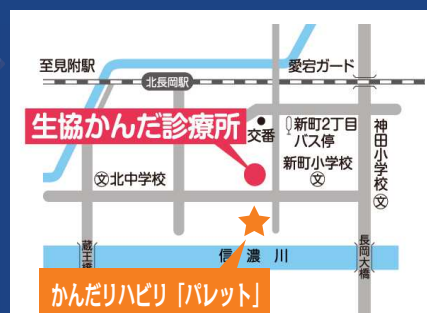 至見附駅
愛宕ガード
北長岡駅
生協かんだ診療所
交番
新町2丁目
バス停
神田小学校
文
新町小学校
文
文北中学校
蔵王橋
信濃川
長岡大橋
かんだリハビリ「パレット」